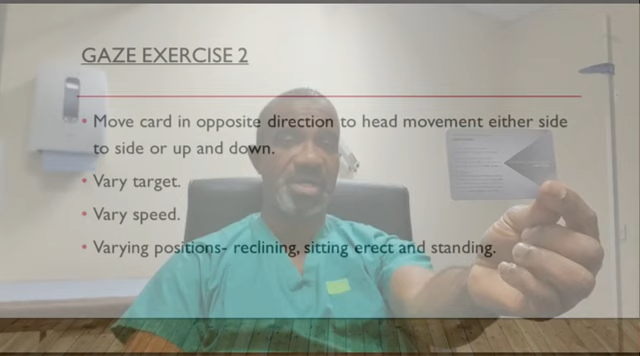 GAZE EXERCISE 2
• Move card in opposite direction to head movement either side
to side or up and down.
• Vary target.
• Vary speed.
• Varying positions- reclining, sitting erect and standing.